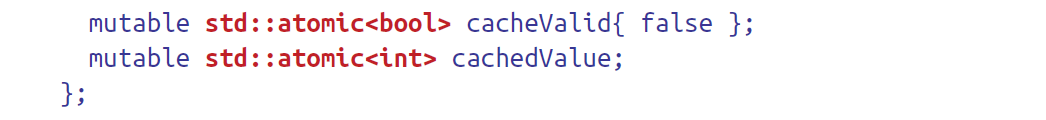 mutable std::atomic<bool> cacheValid{ false };
mutable std::atomic<int> cachedValue;
};